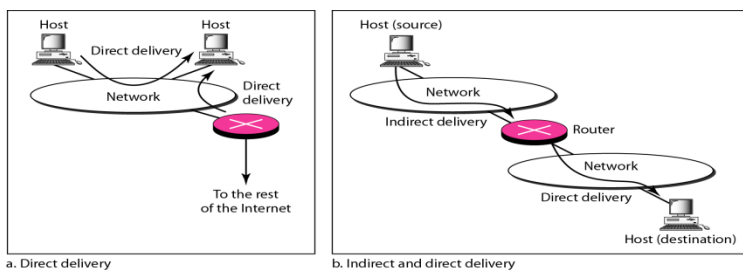 Host
Host
Direct delivery
Network
Direct
delivery
To the rest
of the Internet
a. Direct delivery
Host (source)
Network
Indirect delivery
Router
Network
Direct delivery
Host (destination)
b. Indirect and direct delivery